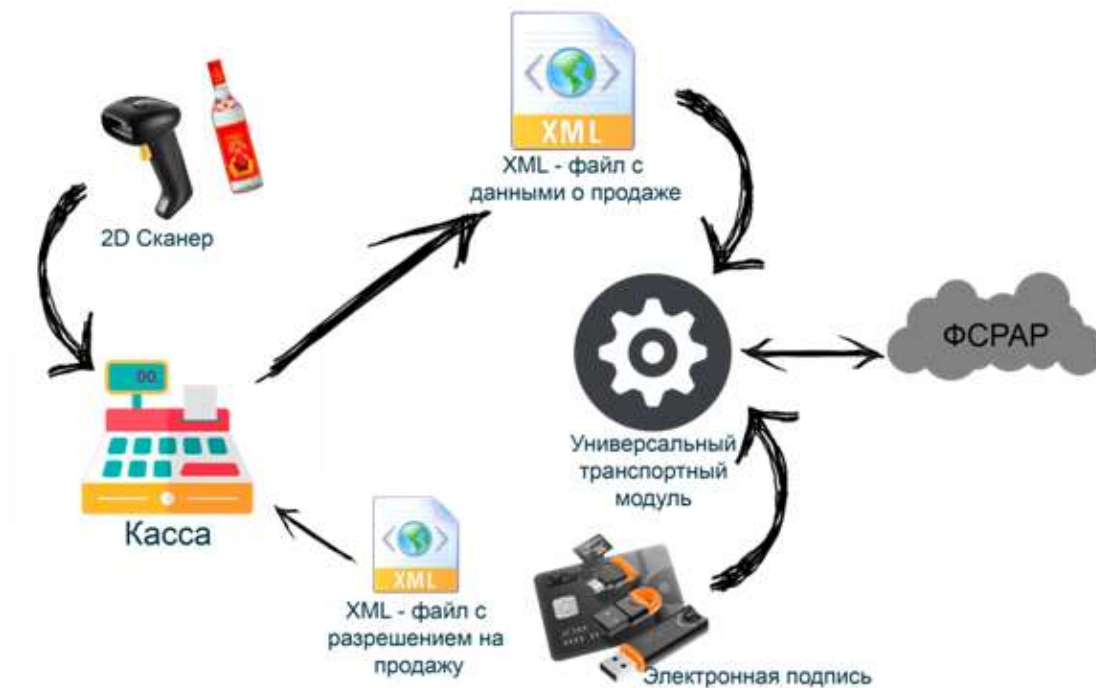 XML
XML - файл с
данными о продаже
2D Сканер
00
ФСРАР
Универсальный
транспортный
модуль
Касса
XML
XML - файл с
разрешением на
продажу
Электронная подпись